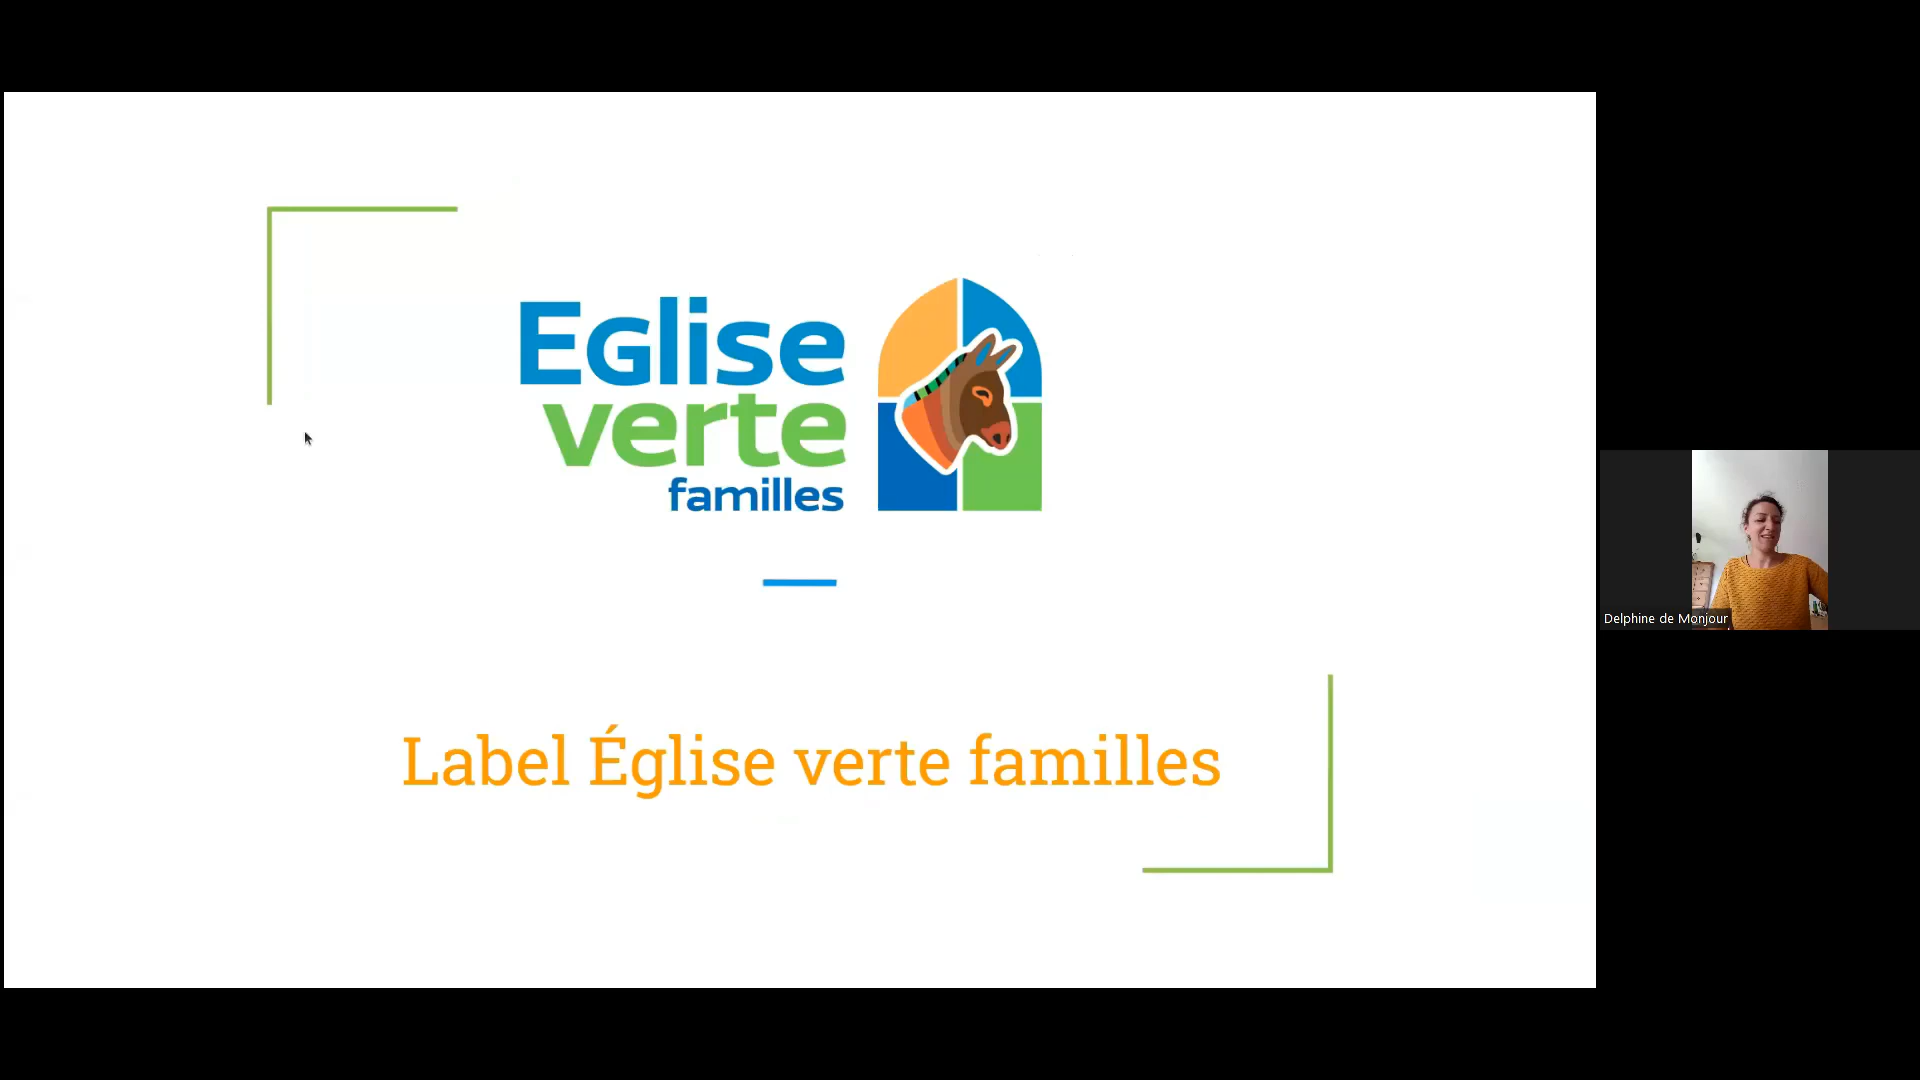 Eglise
verte
familles
Label Église verte familles
Delphine de Monjour